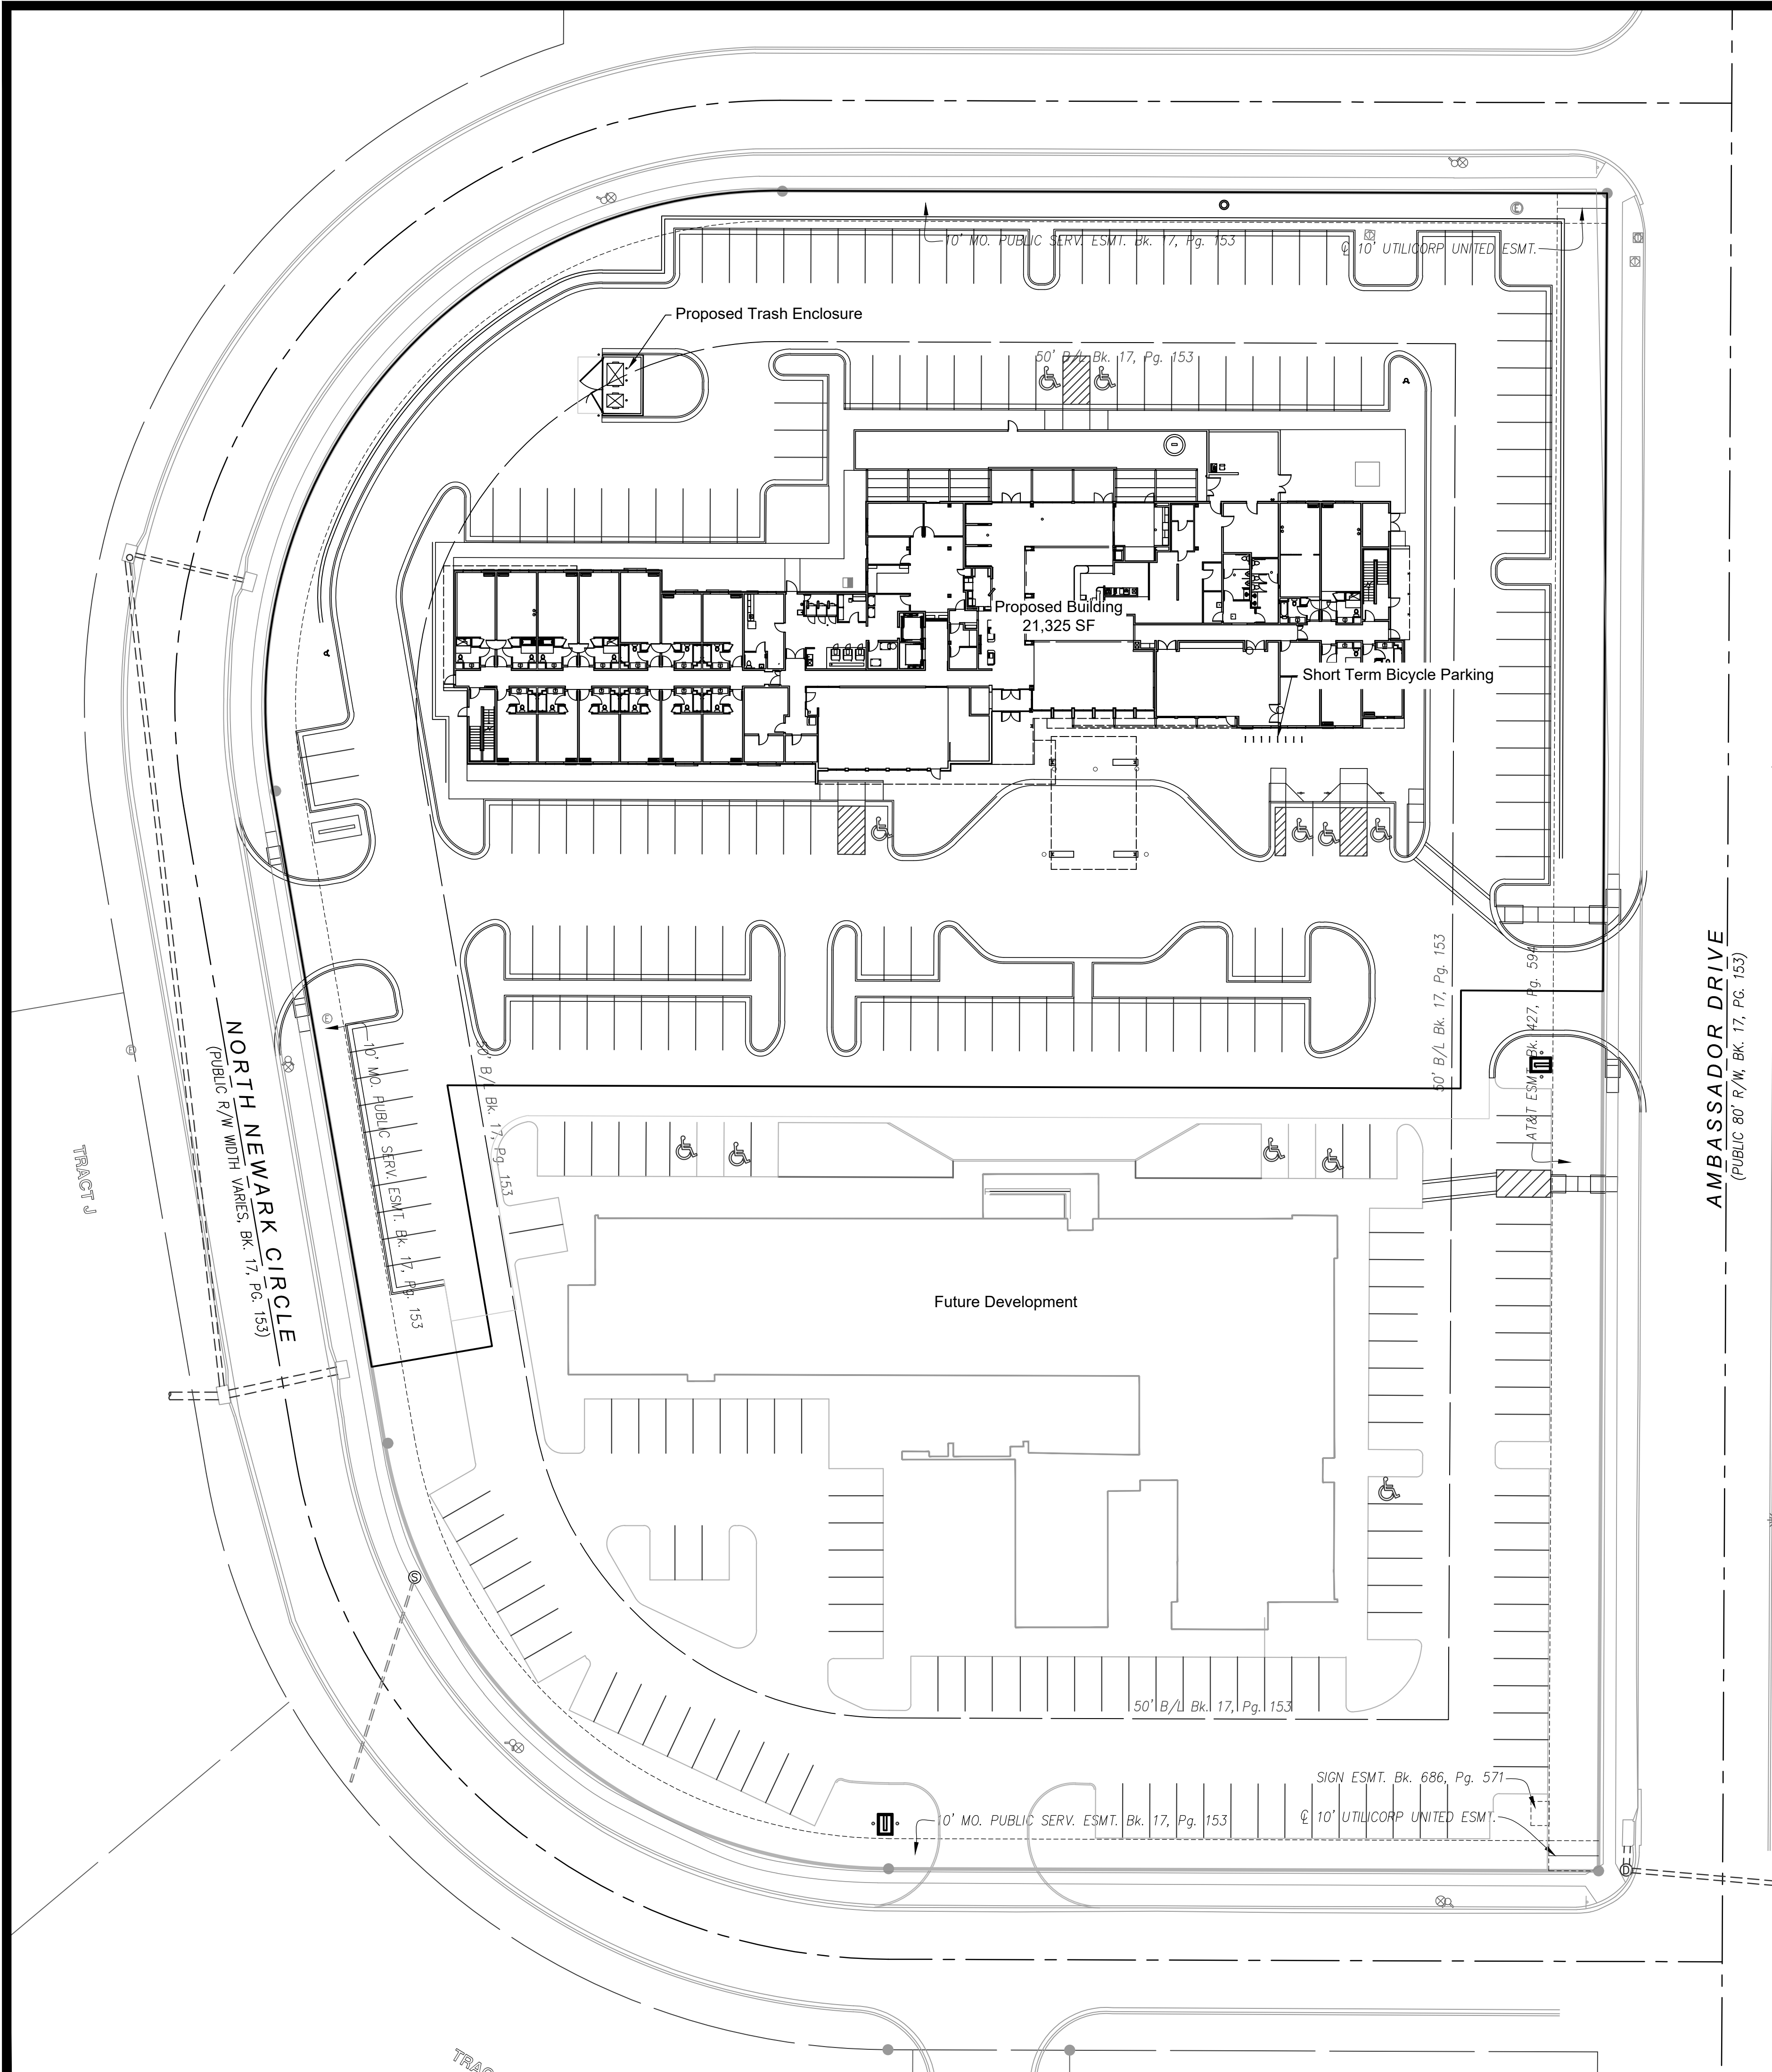 10' MO. PUBLIC SERV. ESMT. Bk. 17, Pg. 153
℄ 10' UTILICORP UNITED ESMT.
Proposed Trash Enclosure
50' B/L Bk. 17, Pg. 153
A
Proposed Building
21,325 SF
A
Short Term Bicycle Parking
50' B/L Bk. 17, Pg. 153
AT&T ESMT. Bk. 427, Pg. 594
AMBASSADOR DRIVE
(PUBLIC 80' R/W, BK. 17, PG. 153)
NORTH NEWARK CIRCLE
(PUBLIC R/W WIDTH VARIES, BK. 17, PG. 153)
10' MO. PUBLIC SERV. ESMT. Bk. 17, Pg. 153
50' B/L Bk. 17, Pg. 153
TRACT J
Future Development
S
50' B/L Bk. 17, Pg. 153
SIGN ESMT. Bk. 686, Pg. 571
10' MO. PUBLIC SERV. ESMT. Bk. 17, Pg. 153
℄ 10' UTILICORP UNITED ESMT.
D